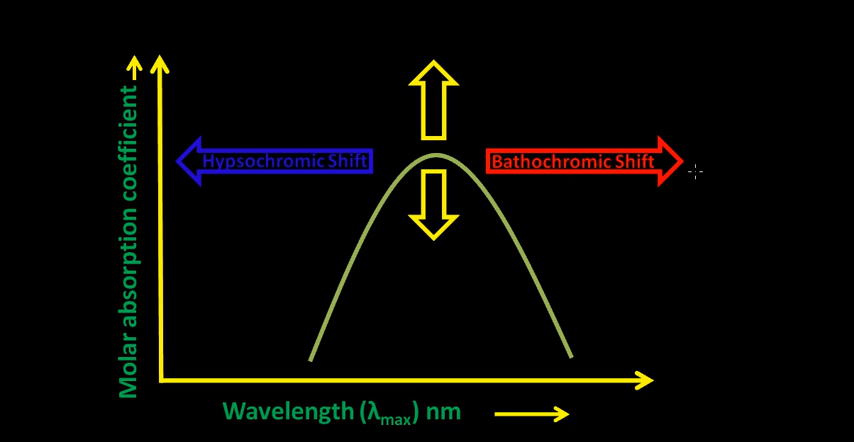 Molar absorption coefficient
Hypsochromic Shift
Bathochromic Shift
Wavelength (λmax) nm